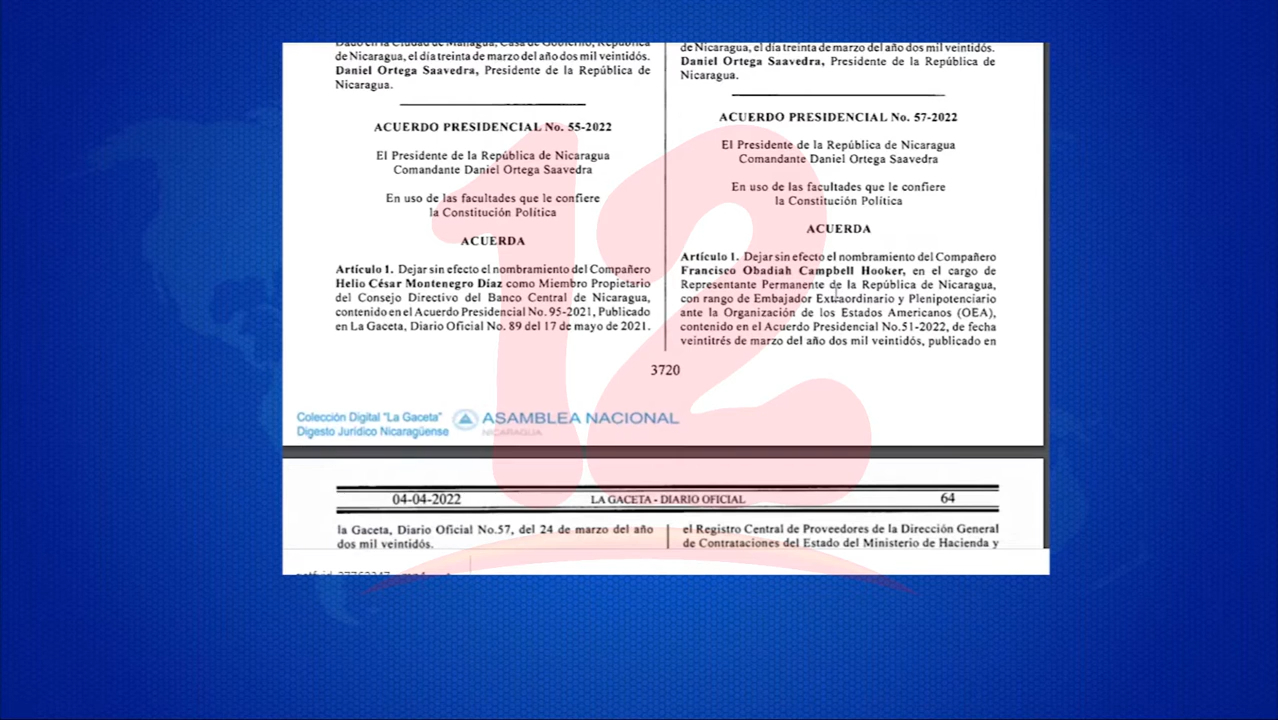 Dado en la Ciudad de Managua, Casa de Gobierno, República
de Nicaragua, el día treinta de marzo del año dos mil veintidós.
Daniel Ortega Saavedra, Presidente de la República de
Nicaragua.
ACUERDO PRESIDENCIAL No. 55-2022
El Presidente de la República de Nicaragua
Comandante Daniel Ortega Saavedra
En uso de las facultades que le confiere
la Constitución Política
ACUERDA
Artículo 1. Dejar sin efecto el nombramiento del Compañero
Helio César Montenegro Díaz como Miembro Propietario
del Consejo Directivo del Banco Central de Nicaragua,
contenido en el Acuerdo Presidencial No. 95-2021, Publicado
en La Gaceta, Diario Oficial No. 89 del 17 de mayo de 2021.
de Nicaragua, el día treinta de marzo del año dos mil veintidós.
Daniel Ortega Saavedra, Presidente de la República de
Nicaragua.
ACUERDO PRESIDENCIAL No. 57-2022
El Presidente de la República de Nicaragua
Comandante Daniel Ortega Saavedra
En uso de las facultades que le confiere
la Constitución Política
ACUERDA
Artículo 1. Dejar sin efecto el nombramiento del Compañero
Francisco Obadiah Campbell Hooker, en el cargo de
Representante Permanente de la República de Nicaragua,
con rango de Embajador Extraordinario y Plenipotenciario
ante la Organización de los Estados Americanos (OEA),
contenido en el Acuerdo Presidencial No.51-2022, de fecha
veintitrés de marzo del año dos mil veintidós, publicado en
3720
Colección Digital "La Gaceta"
Digesto Jurídico Nicaragüense
ASAMBLEA NACIONAL
NICARAGUA
12
04-04-2022 LA GACETA - DIARIO OFICIAL 64
la Gaceta, Diario Oficial No.57, del 24 de marzo del año
dos mil veintidós.
el Registro Central de Proveedores de la Dirección General
de Contrataciones del Estado del Ministerio de Hacienda y